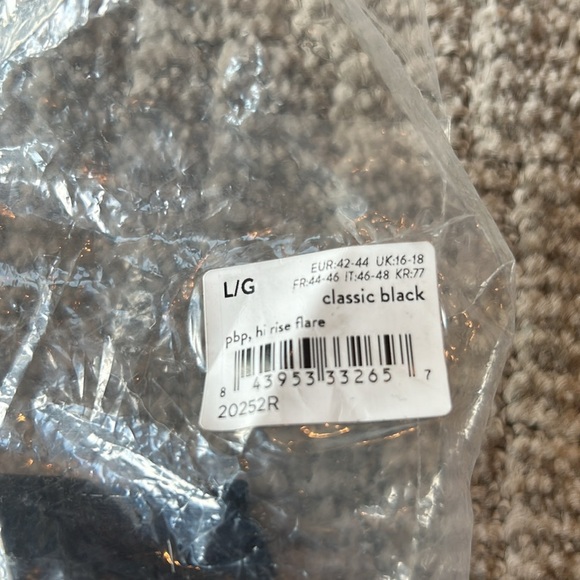 L/G
EUR:42-44 UK:16-18
FR:44-46 IT:46-48 KR:77
classic black
pbp, hi rise flare
8 43953 33265 7
20252R